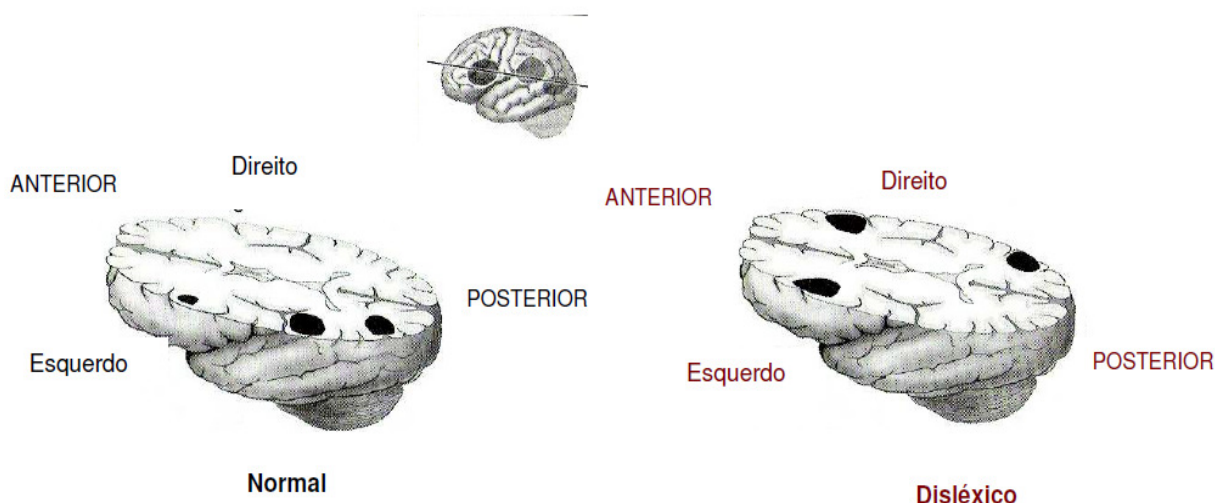 Direito
ANTERIOR
POSTERIOR
Esquerdo
Normal
Direito
ANTERIOR
POSTERIOR
Esquerdo
Disléxico